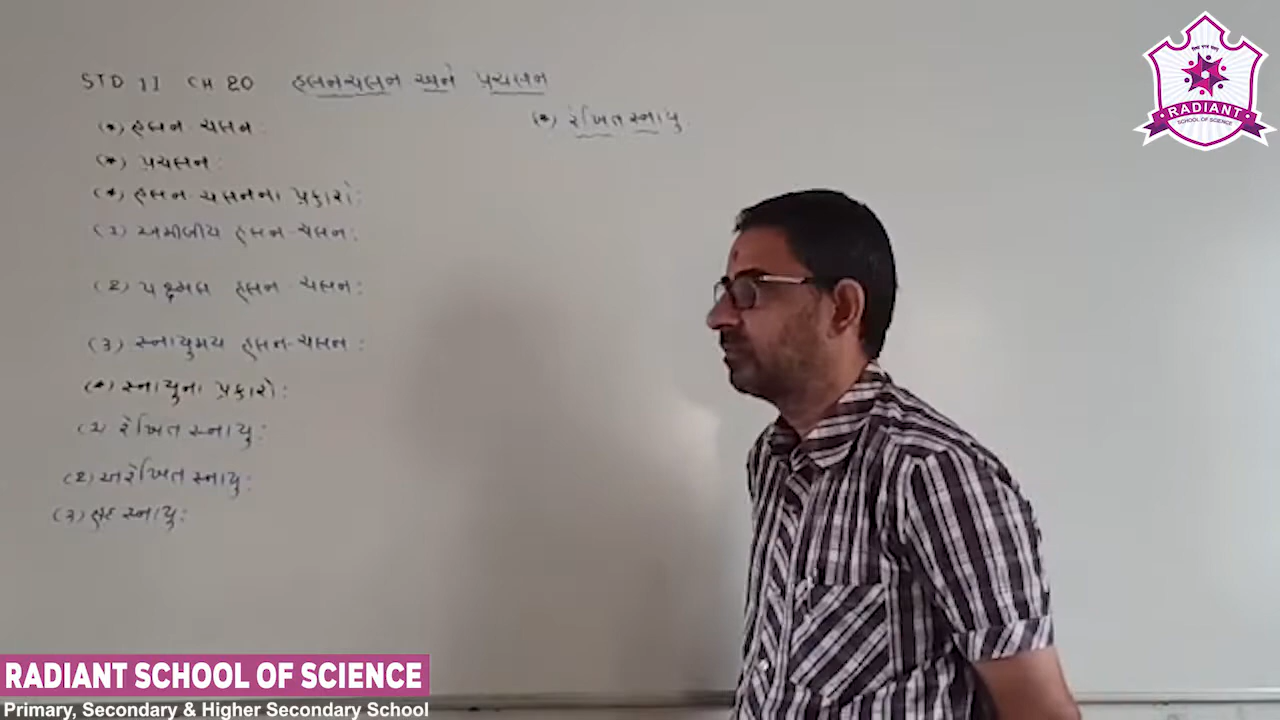 STD 11 CH 20 હલનચલન અને પ્રચલન
(*) હલન-ચલન:
(*) પ્રચલન:
(*) હલન-ચલનના પ્રકારો:
(1) અમીબીય હલન-ચલન:
(2) પક્ષ્મલ હલન-ચલન:
(3) સ્નાયુમય હલન-ચલન:
(*) સ્નાયુના પ્રકારો:
(1) રેખિત સ્નાયુ:
(2) અરેખિત સ્નાયુ:
(3) હૃદ સ્નાયુ:
(*) રેખિત સ્નાયુ:
RADIANT
SCHOOL OF SCIENCE
RADIANT SCHOOL OF SCIENCE
Primary, Secondary & Higher Secondary School